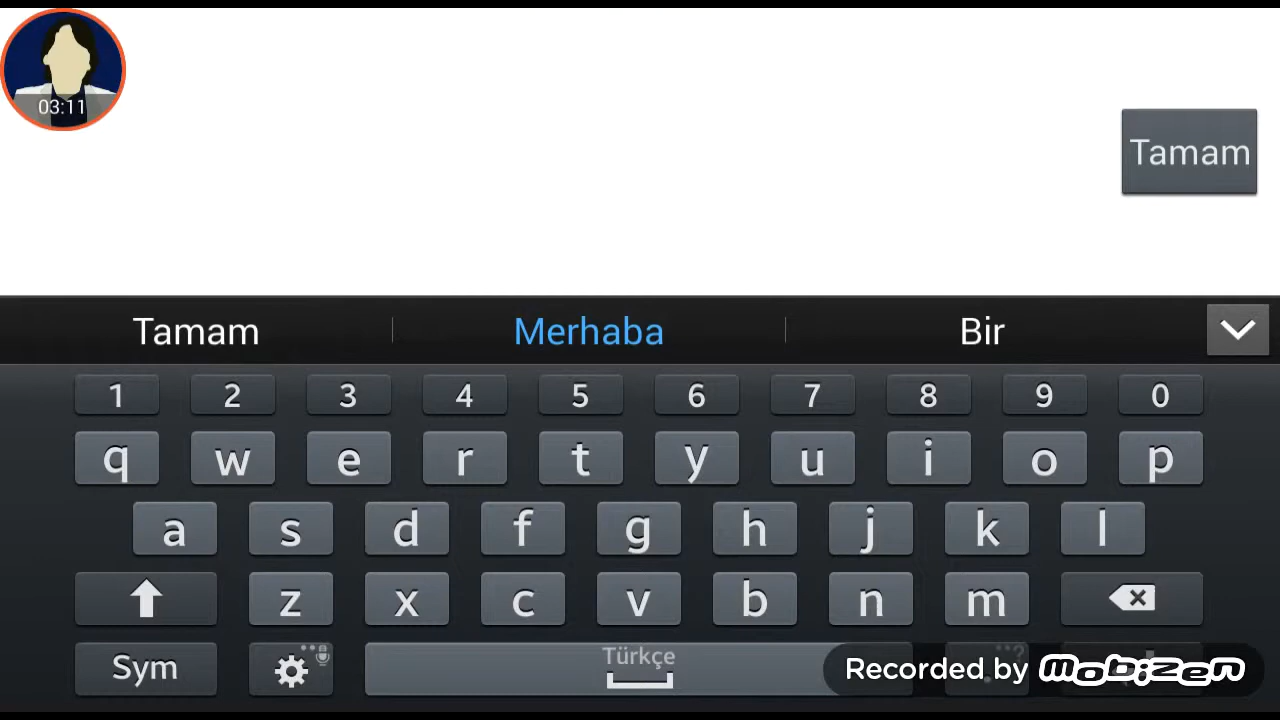 03:11
Tamam
Tamam Merhaba Bir
1 2 3 4 5 6 7 8 9 0
q w e r t y u i o p
a s d f g h j k l
z x c v b n m
Sym Türkçe
Recorded by mobizen